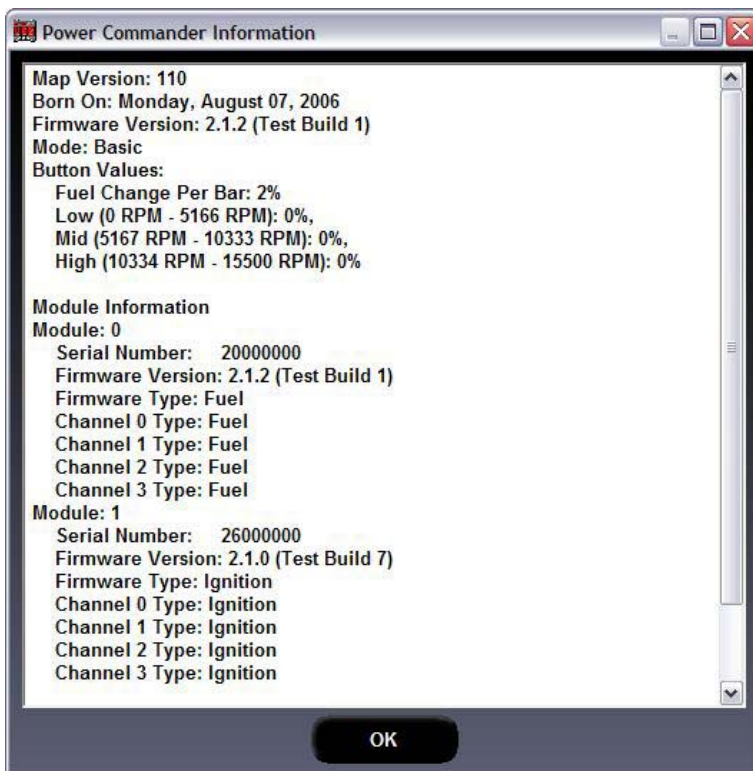 Power Commander Information
Map Version: 110
Born On: Monday, August 07, 2006
Firmware Version: 2.1.2 (Test Build 1)
Mode: Basic
Button Values:
Fuel Change Per Bar: 2%
Low (0 RPM - 5166 RPM): 0%,
Mid (5167 RPM - 10333 RPM): 0%,
High (10334 RPM - 15500 RPM): 0%
Module Information
Module: 0
Serial Number: 20000000
Firmware Version: 2.1.2 (Test Build 1)
Firmware Type: Fuel
Channel 0 Type: Fuel
Channel 1 Type: Fuel
Channel 2 Type: Fuel
Channel 3 Type: Fuel
Module: 1
Serial Number: 26000000
Firmware Version: 2.1.0 (Test Build 7)
Firmware Type: Ignition
Channel 0 Type: Ignition
Channel 1 Type: Ignition
Channel 2 Type: Ignition
Channel 3 Type: Ignition
OK